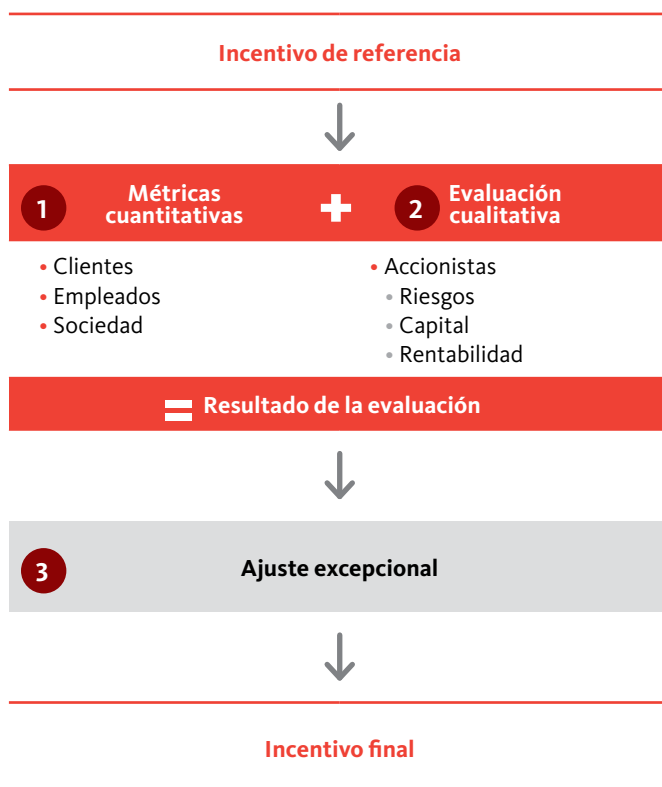 Incentivo de referencia
1 Métricas cuantitativas + 2 Evaluación cualitativa
• Clientes
• Empleados
• Sociedad
• Accionistas
• Riesgos
• Capital
• Rentabilidad
= Resultado de la evaluación
3 Ajuste excepcional
Incentivo final